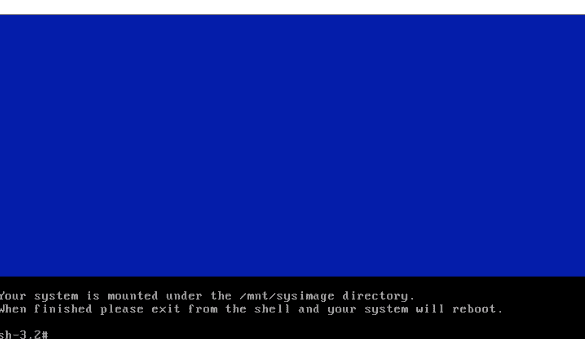 Your system is mounted under the /mnt/sysimage directory.
When finished please exit from the shell and your system will reboot.
sh-3.2#